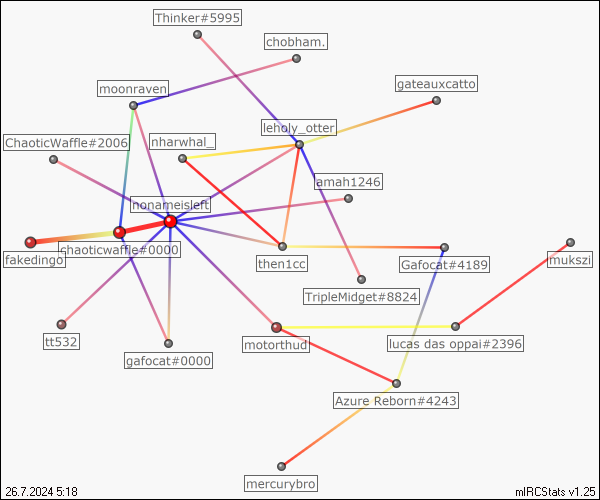 Thinker#5995
chobham.
moonraven
gateauxcatto
leholy_otter
ChaoticWaffle#2006
nharwhal_
amah1246
nonameisleft
chaoticwaffle#0000
fakedingo
then1cc
Gafocat#4189
mukszi
TripleMidget#8824
tt532
gafocat#0000
motorthud
lucas das oppai#2396
Azure Reborn#4243
mercurybro
26.7.2024 5:18
mIRCStats v1.25